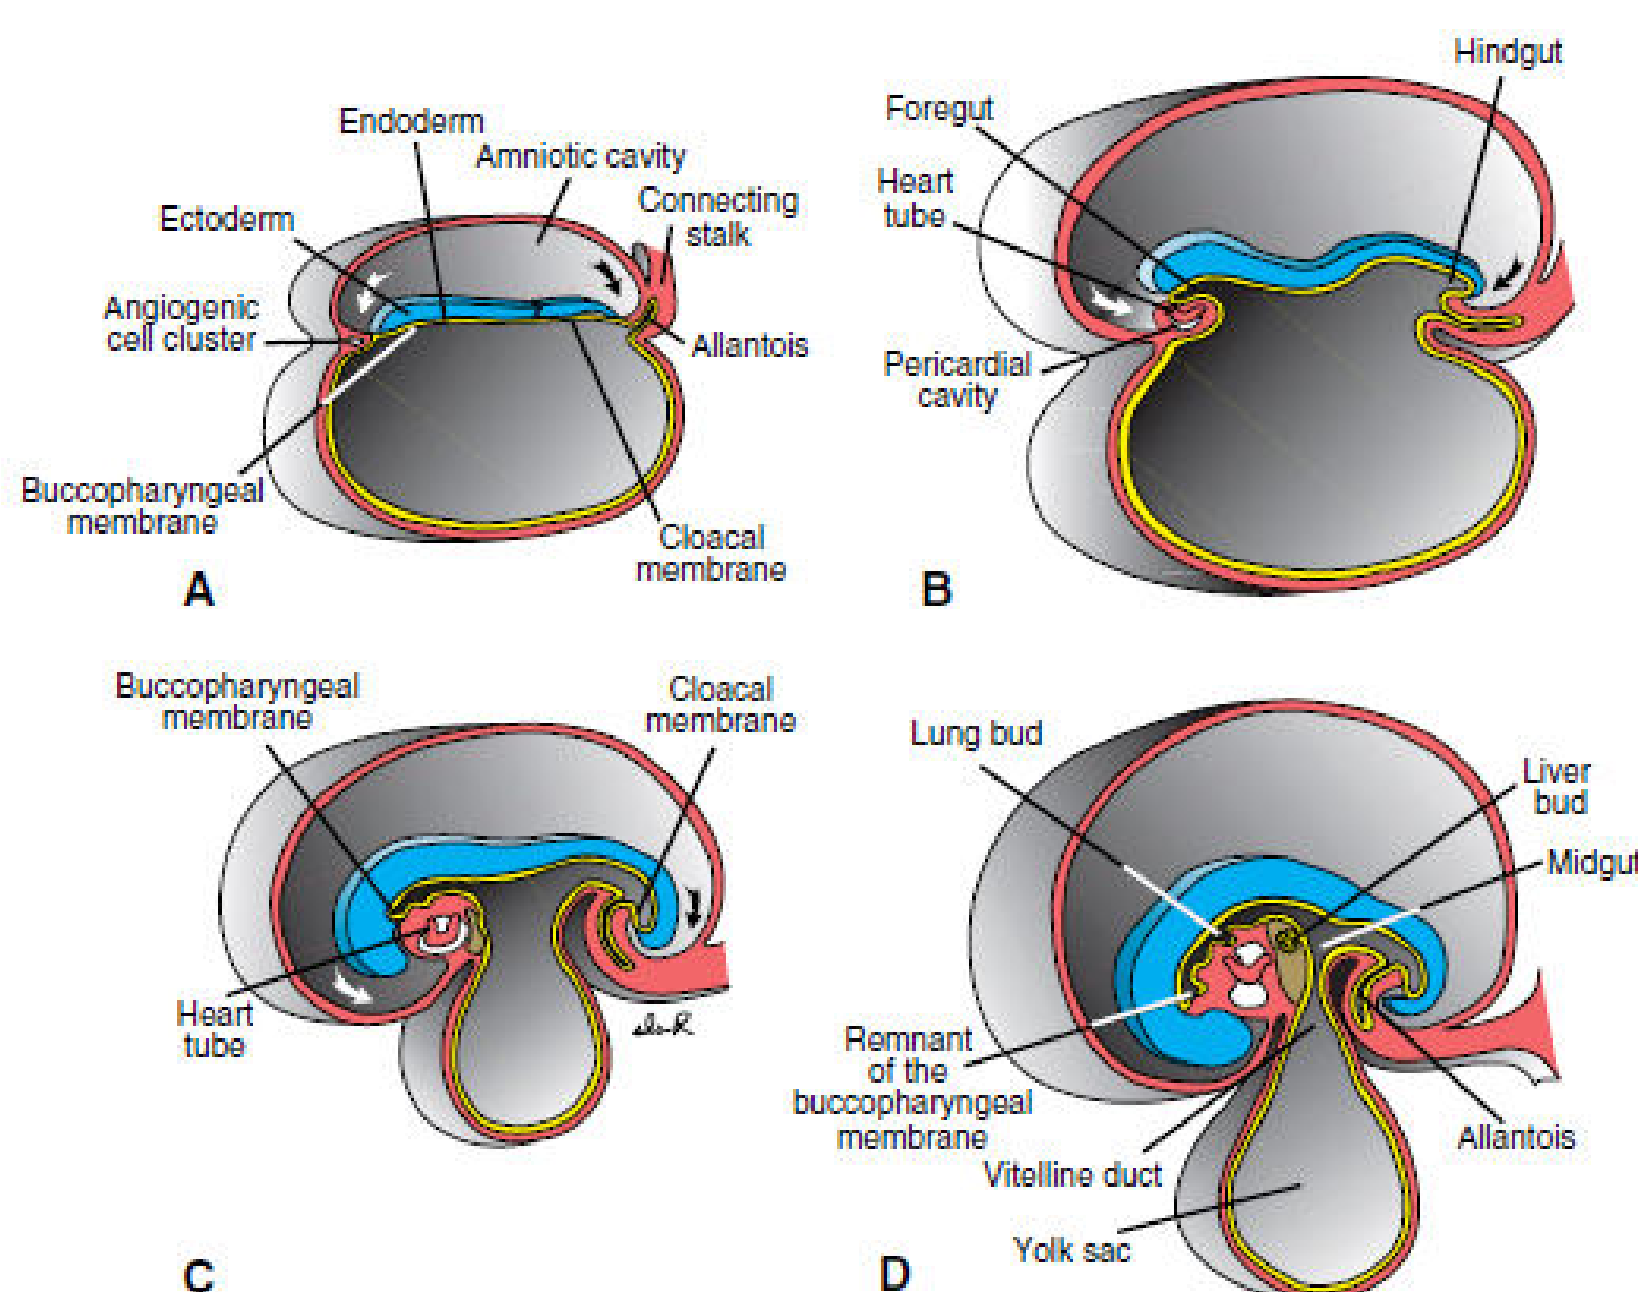 Endoderm
Amniotic cavity
Connecting
stalk
Ectoderm
Angiogenic
cell cluster
Allantois
Buccopharyngeal
membrane
Cloacal
membrane
A
Hindgut
Foregut
Heart
tube
Pericardial
cavity
B
Buccopharyngeal
membrane
Cloacal
membrane
Heart
tube
C
Lung bud
Liver
bud
Midgut
Remnant
of the
buccopharyngeal
membrane
Vitelline duct
Allantois
Yolk sac
D